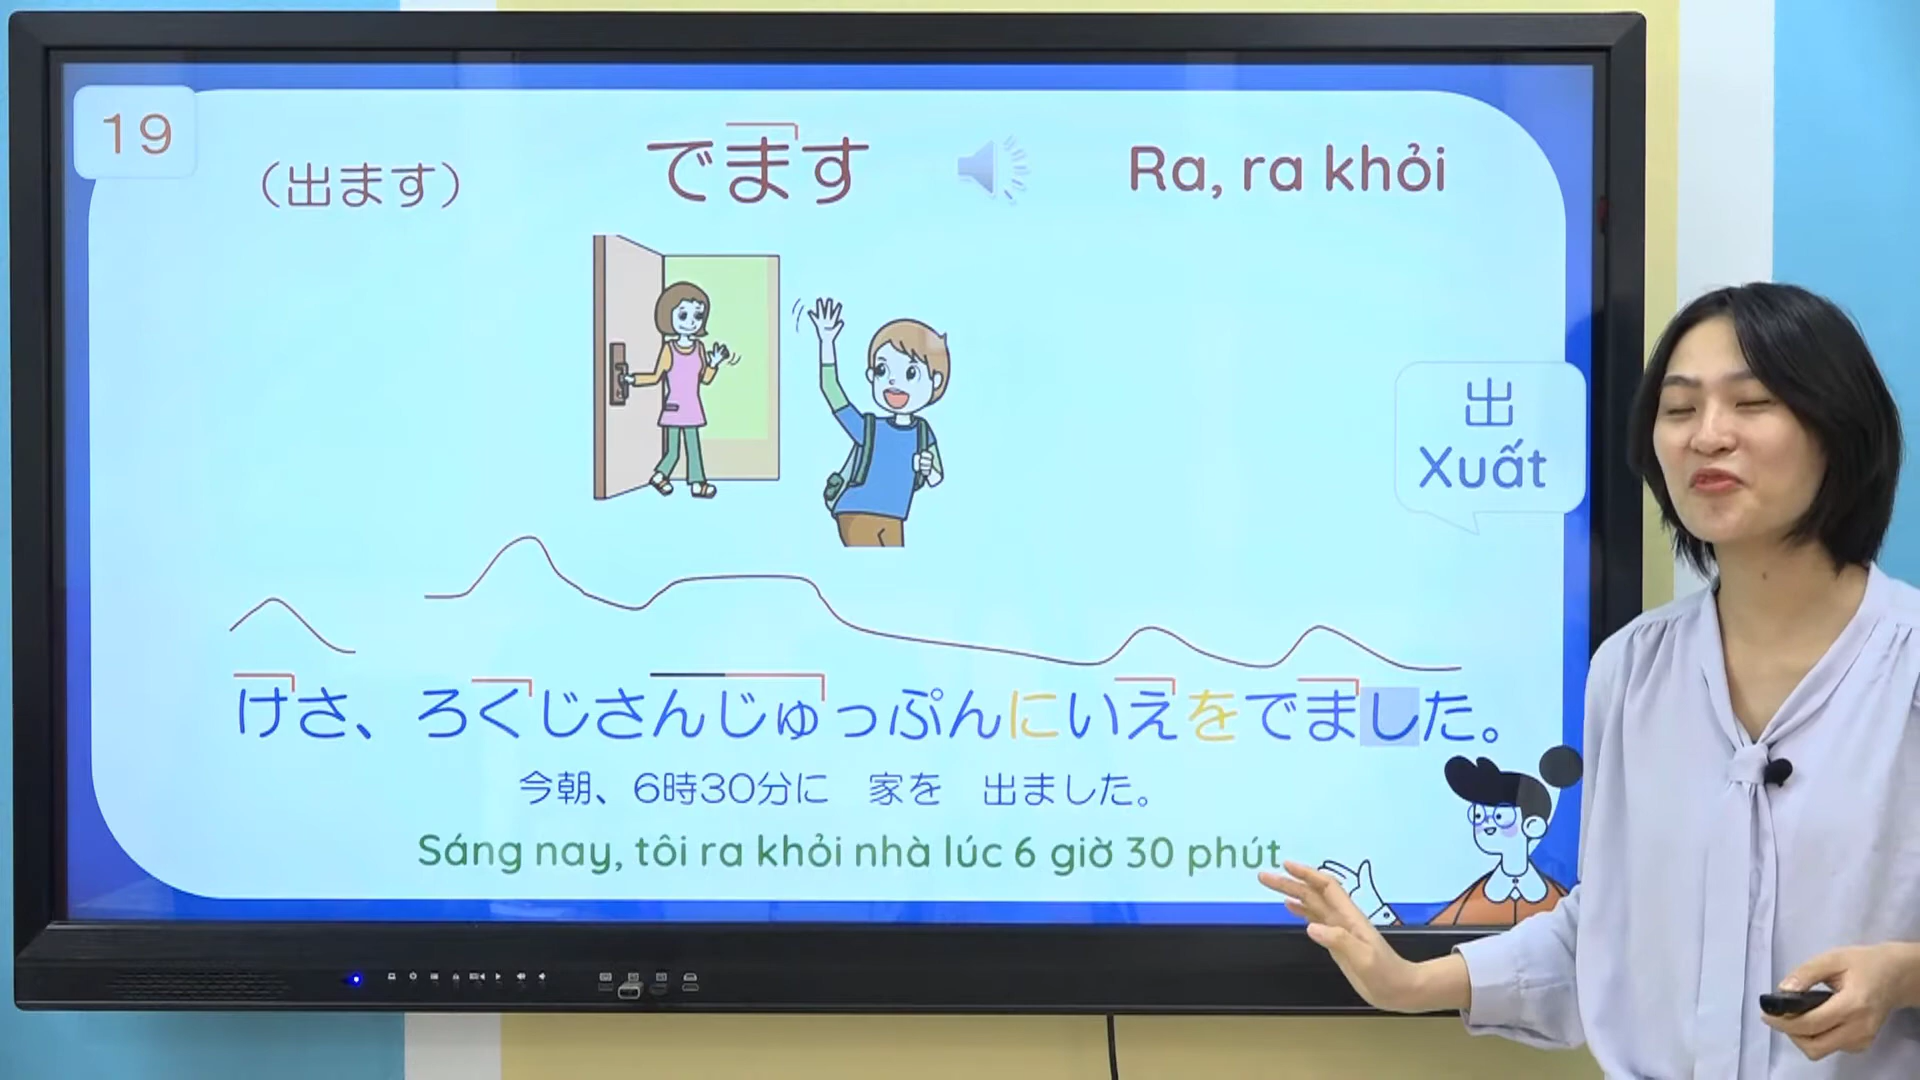 19
（出ます）
でます
Ra, ra khỏi
出
Xuất
けさ、ろくじさんじゅっぷんにいえをでました。
今朝、6時30分に 家を 出ました。
Sáng nay, tôi ra khỏi nhà lúc 6 giờ 30 phút